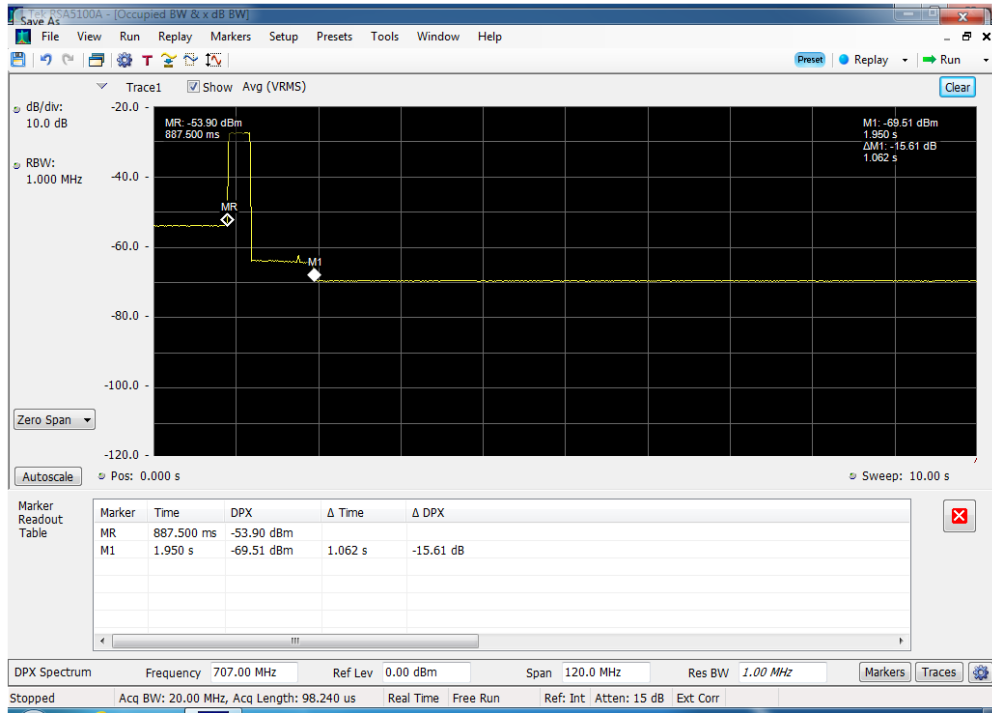 Tek RSA5100A - [Occupied BW & x dB BW]
Save As
File View Run Replay Markers Setup Presets Tools Window Help
T Preset Replay Run
Trace1 Show Avg (VRMS) Clear
dB/div:
10.0 dB
RBW:
1.000 MHz
-20.0 -
-40.0 -
-60.0 -
-80.0 -
-100.0 -
-120.0 -
MR: -53.90 dBm
887.500 ms
M1: -69.51 dBm
1.950 s
ΔM1: -15.61 dB
1.062 s
MR
M1
Zero Span
Autoscale Pos: 0.000 s Sweep: 10.00 s
Marker
Readout
Table
Marker Time DPX Δ Time Δ DPX
MR 887.500 ms -53.90 dBm
M1 1.950 s -69.51 dBm 1.062 s -15.61 dB
DPX Spectrum Frequency 707.00 MHz Ref Lev 0.00 dBm Span 120.0 MHz Res BW 1.00 MHz Markers Traces
Stopped Acq BW: 20.00 MHz, Acq Length: 98.240 us Real Time Free Run Ref: Int Atten: 15 dB Ext Corr